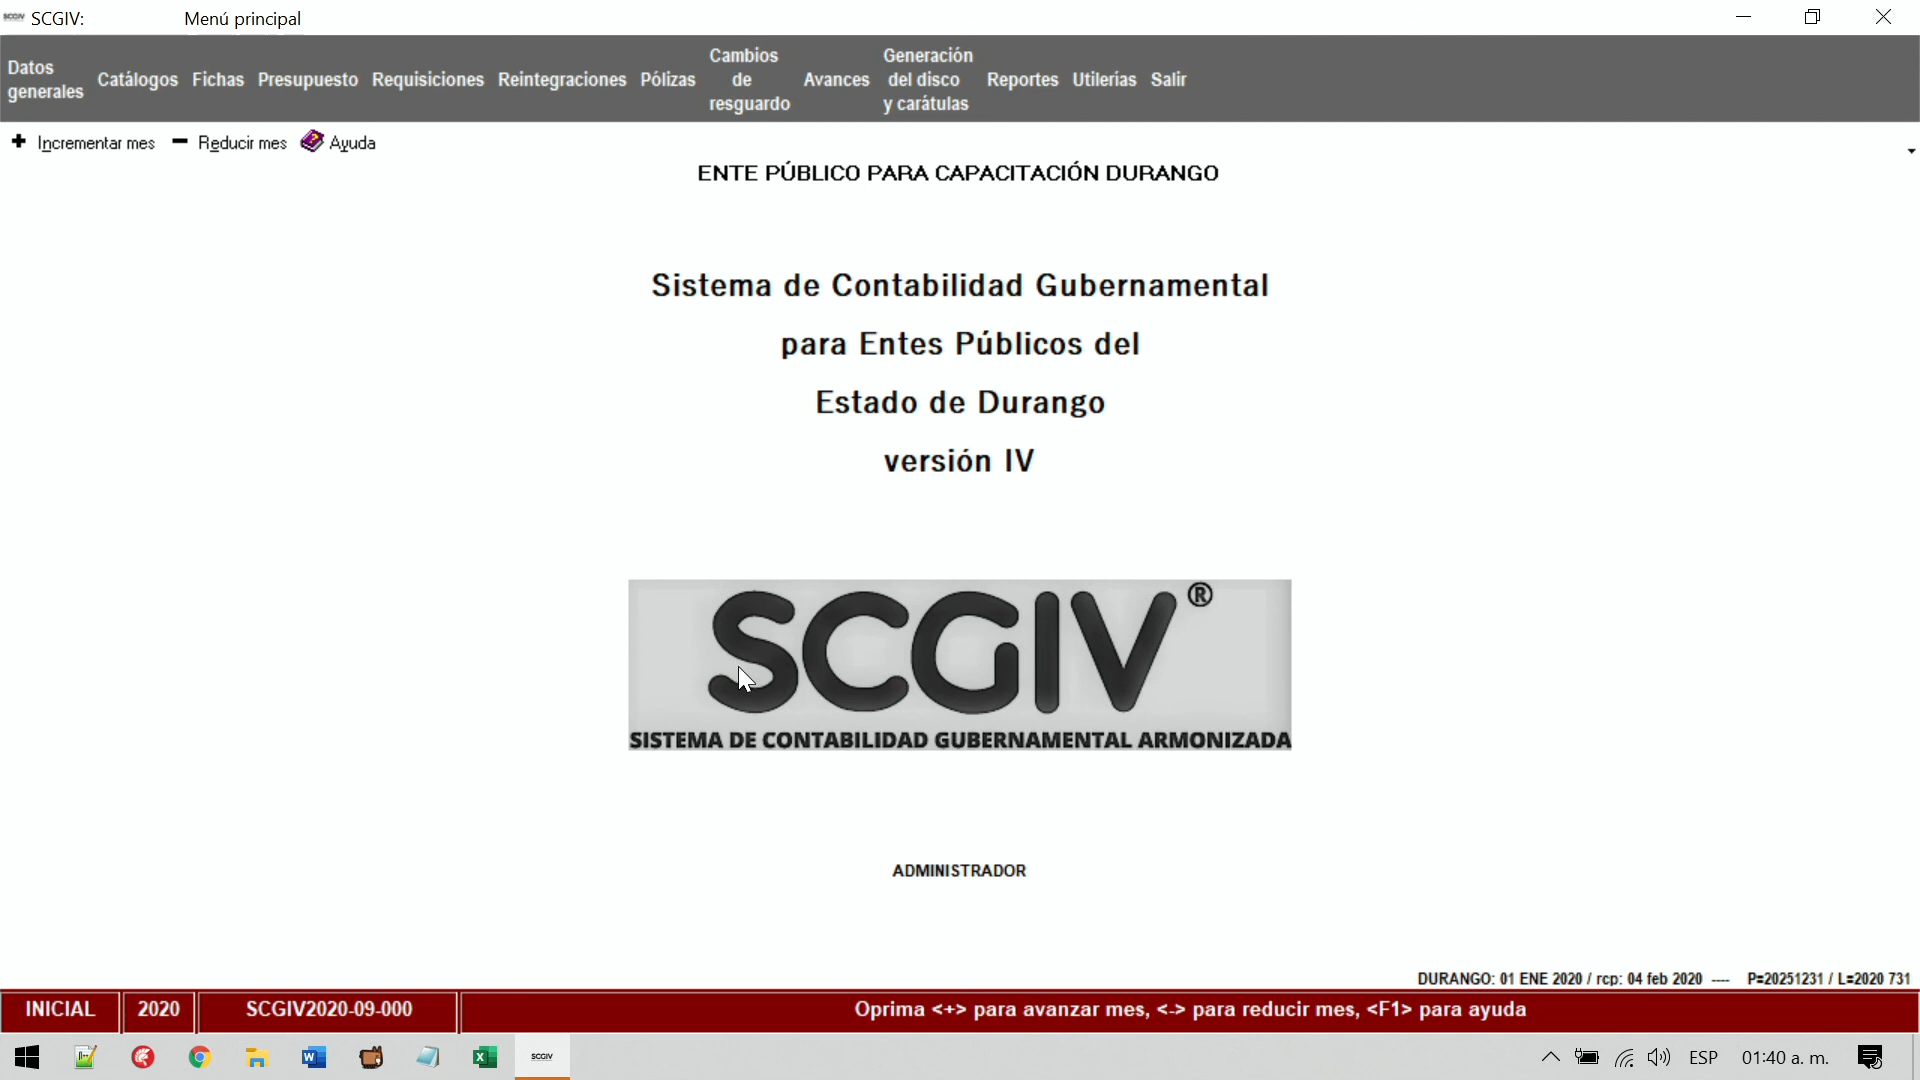 SCGIV: Menú principal
Datos generales Catálogos Fichas Presupuesto Requisiciones Reintegraciones Pólizas Cambios de resguardo Avances Generación del disco y carátulas Reportes Utilerias Salir
+ Incrementar mes - Reducir mes Ayuda
ENTE PÚBLICO PARA CAPACITACIÓN DURANGO
Sistema de Contabilidad Gubernamental
para Entes Públicos del
Estado de Durango
versión IV
SCGIV®
SISTEMA DE CONTABILIDAD GUBERNAMENTAL ARMONIZADA
ADMINISTRADOR
DURANGO: 01 ENE 2020 / rcp: 04 feb 2020 ---- P=20251231 / L=2020 731
INICIAL 2020 SCGIV2020-09-000 Oprima <+> para avanzar mes, <-> para reducir mes, <F1> para ayuda
SCGIV ESP 01:40 a. m.